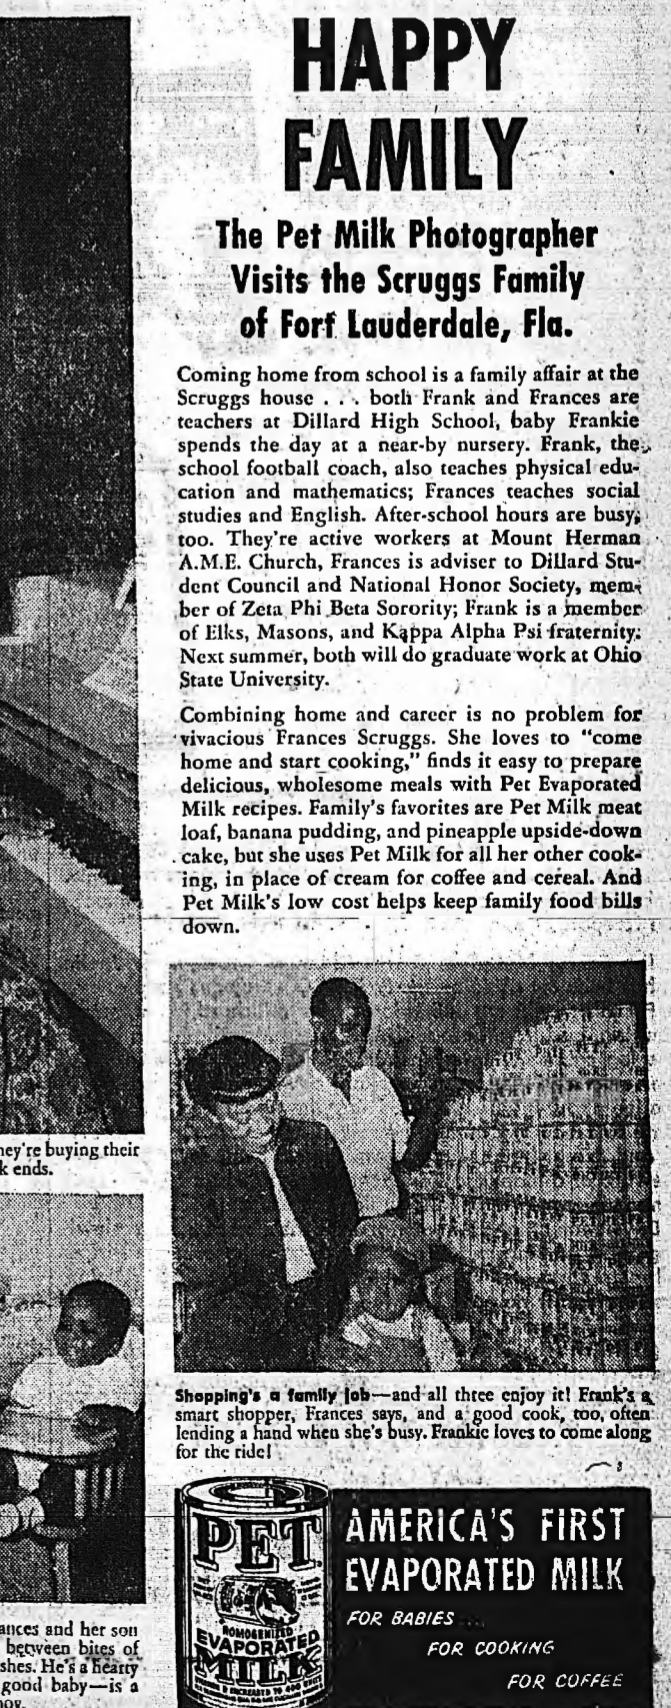 HAPPY
FAMILY
The Pet Milk Photographer
Visits the Scruggs Family
of Fort Lauderdale, Fla.
Coming home from school is a family affair at the
Scruggs house . . . both Frank and Frances are
teachers at Dillard High School, baby Frankie
spends the day at a near-by nursery. Frank, the
school football coach, also teaches physical edu-
cation and mathematics; Frances teaches social
studies and English. After-school hours are busy,
too. They're active workers at Mount Herman
A.M.E. Church, Frances is adviser to Dillard Stu-
dent Council and National Honor Society, mem-
ber of Zeta Phi Beta Sorority; Frank is a member
of Elks, Masons, and Kappa Alpha Psi fraternity.
Next summer, both will do graduate work at Ohio
State University.
Combining home and career is no problem for
vivacious Frances Scruggs. She loves to "come
home and start cooking," finds it easy to prepare
delicious, wholesome meals with Pet Evaporated
Milk recipes. Family's favorites are Pet Milk meat
loaf, banana pudding, and pineapple upside-down
cake, but she uses Pet Milk for all her other cook-
ing, in place of cream for coffee and cereal. And
Pet Milk's low cost helps keep family food bills
down.
hey're buying their
k ends.
Shopping's a family job—and all three enjoy it! Frank's a
smart shopper, Frances says, and a good cook, too, often
lending a hand when she's busy. Frankie loves to come along
for the ride!
ances and her son
between bites of
shes. He's a hearty
good baby—is a
boy.
PET
HOMOGENIZED
EVAPORATED
MILK
VITAMIN D INCREASED TO 400 UNITS
AMERICA'S FIRST
EVAPORATED MILK
FOR BABIES
FOR COOKING
FOR COFFEE